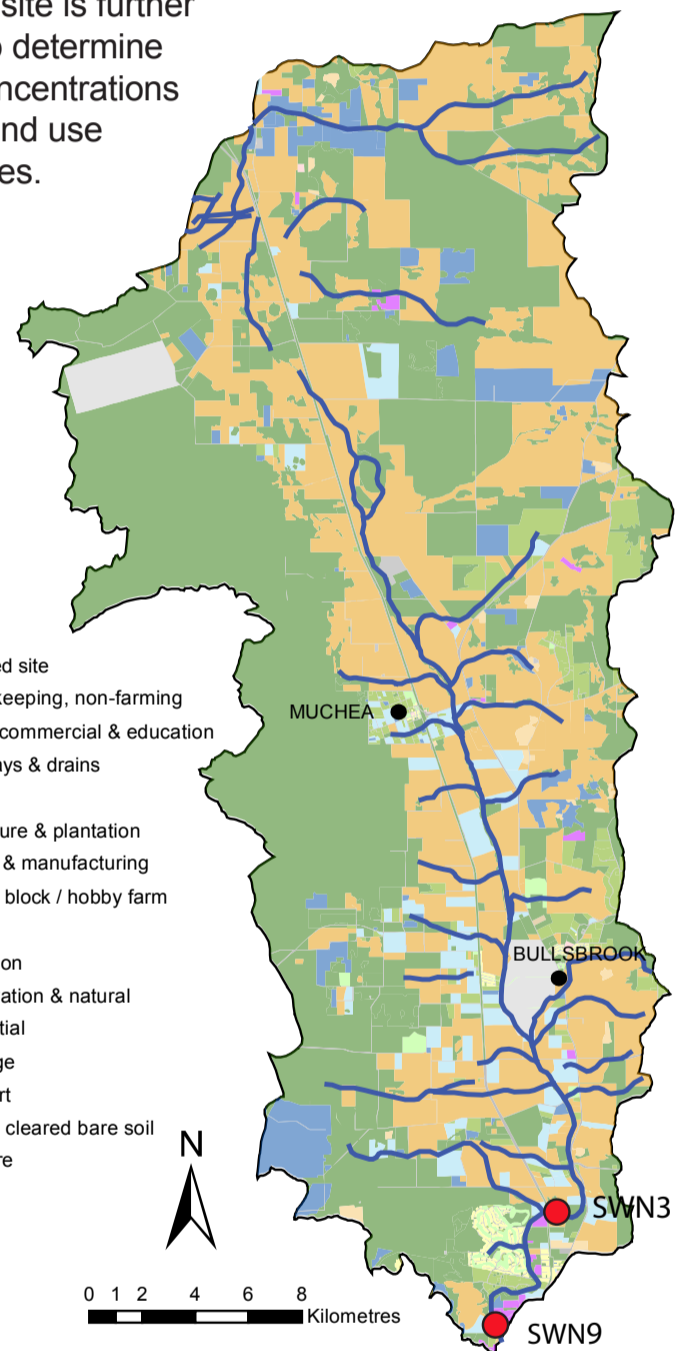 site is further
o determine
ncentrations
nd use
es.
ed site
keeping, non-farming
commercial & education
ays & drains
ure & plantation
& manufacturing
block / hobby farm
on
ation & natural
tial
ge
rt
cleared bare soil
re
MUCHEA
BULLSBROOK
N
SWN3
0 1 2 4 6 8
Kilometres
SWN9